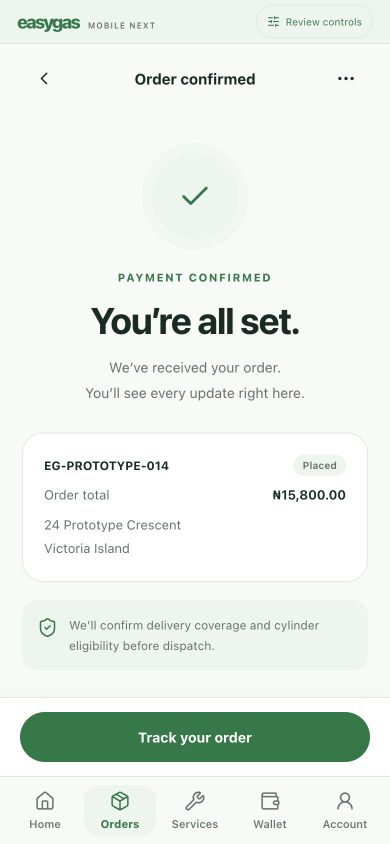 easygas MOBILE NEXT
Review controls
Order confirmed
PAYMENT CONFIRMED
You’re all set.
We’ve received your order.
You’ll see every update right here.
EG-PROTOTYPE-014 Placed
Order total ₦15,800.00
24 Prototype Crescent
Victoria Island
We’ll confirm delivery coverage and cylinder
eligibility before dispatch.
Track your order
Home Orders Services Wallet Account